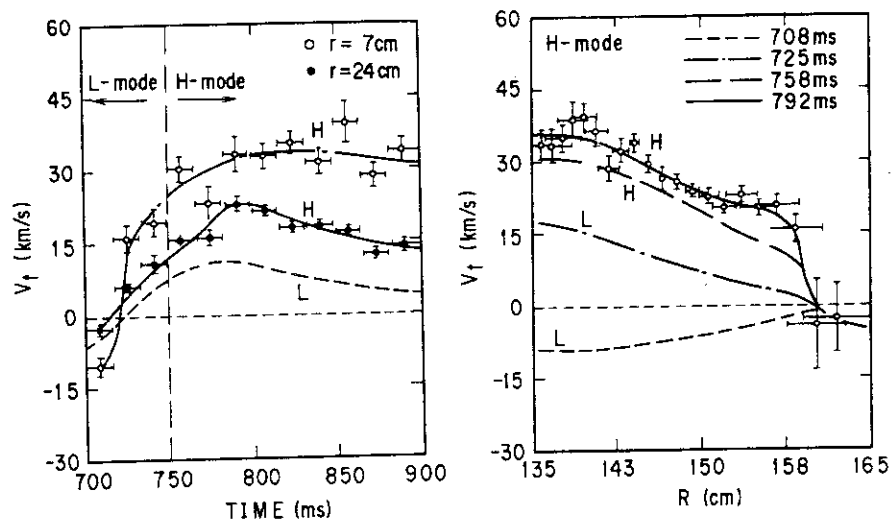 60
45
30
15
0
-15
-30
V_f (km/s)
L-mode
H-mode
r = 7cm
r=24cm
H
H
L
700
750
800
850
900
TIME (ms)
60
45
30
15
0
-15
-30
V_f (km/s)
H-mode
708ms
725ms
758ms
792ms
H
H
L
L
135
143
150
158
165
R (cm)